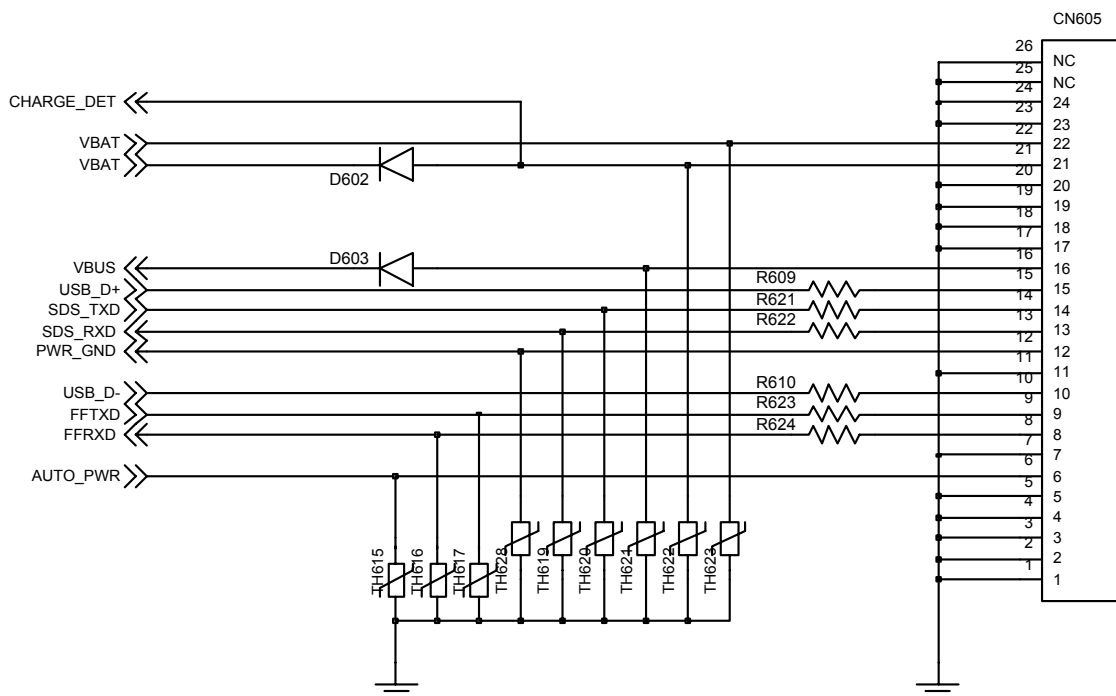 CN605
26
NC
25
NC
24
CHARGE_DET
24
23
23
22
VBAT
22
21
VBAT
21
D602
20
20
19
19
18
18
17
17
16
D603
VBUS
16
R609
15
USB_D+
15
R621
14
SDS_TXD
14
R622
13
SDS_RXD
13
12
PWR_GND
12
11
11
R610
10
USB_D-
10
R623
9
FFTXD
9
R624
8
FFRXD
8
7
7
6
AUTO_PWR
6
5
5
4
4
3
3
2
2
1
1
TH615
TH616
TH617
TH628
TH619
TH620
TH621
TH622
TH623